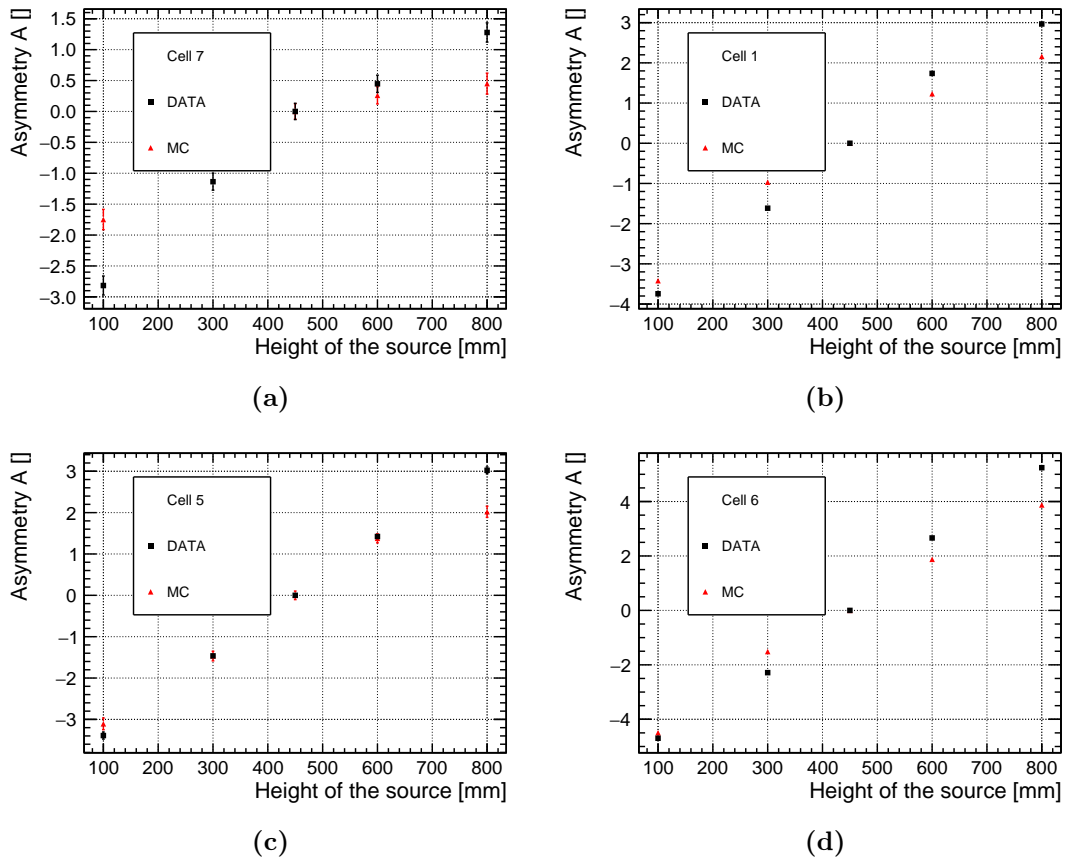 Asymmetry A []
1.5
1.0
0.5
0.0
−0.5
−1.0
−1.5
−2.0
−2.5
−3.0
Cell 7
DATA
MC
100 200 300 400 500 600 700 800
Height of the source [mm]
(a)
Asymmetry A []
3
2
1
0
−1
−2
−3
−4
Cell 1
DATA
MC
100 200 300 400 500 600 700 800
Height of the source [mm]
(b)
Asymmetry A []
3
2
1
0
−1
−2
−3
Cell 5
DATA
MC
100 200 300 400 500 600 700 800
Height of the source [mm]
(c)
Asymmetry A []
4
2
0
−2
−4
Cell 6
DATA
MC
100 200 300 400 500 600 700 800
Height of the source [mm]
(d)